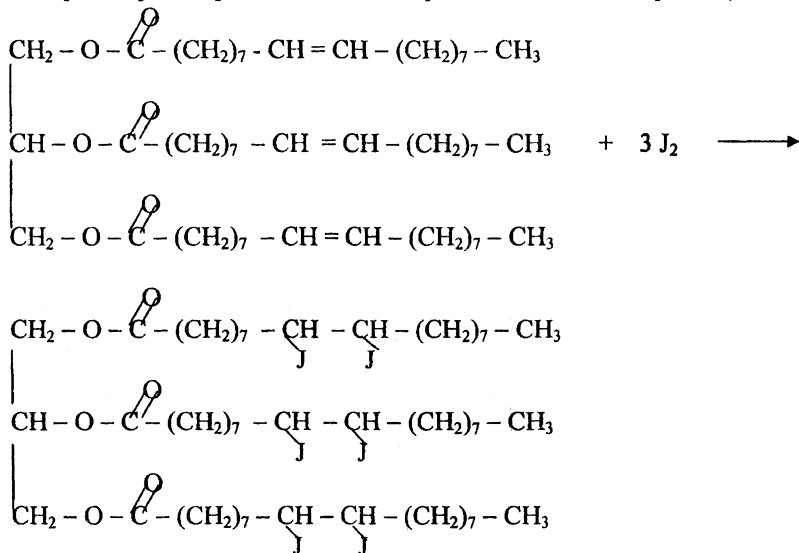 O
CH₂ – O – C – (CH₂)₇ - CH = CH – (CH₂)₇ – CH₃
O
CH – O – C – (CH₂)₇ – CH = CH – (CH₂)₇ – CH₃ + 3 J₂ ⟶
O
CH₂ – O – C – (CH₂)₇ – CH = CH – (CH₂)₇ – CH₃
O
CH₂ – O – C – (CH₂)₇ – CH – CH – (CH₂)₇ – CH₃
J J
O
CH – O – C – (CH₂)₇ – CH – CH – (CH₂)₇ – CH₃
J J
O
CH₂ – O – C – (CH₂)₇ – CH – CH – (CH₂)₇ – CH₃
J J